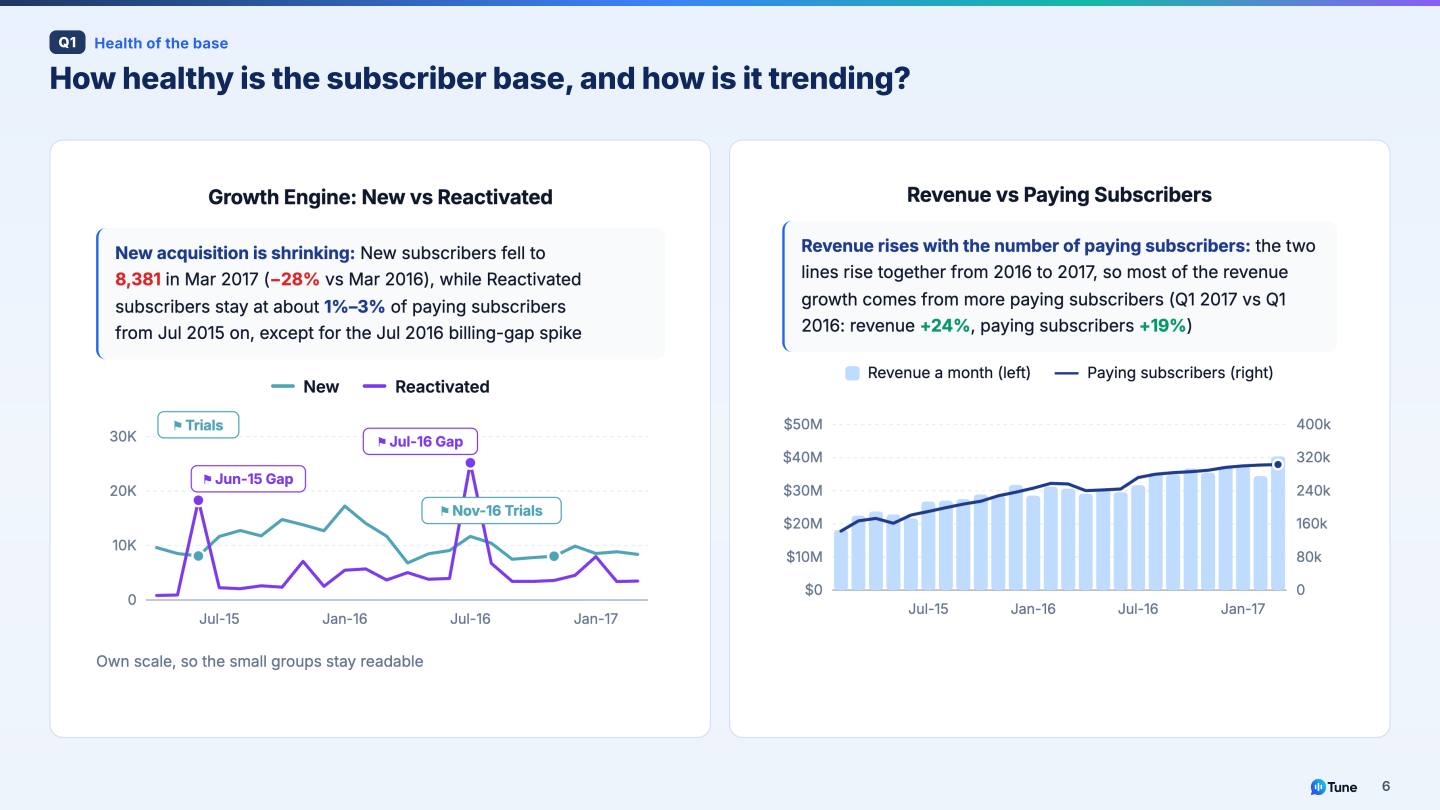 Q1 Health of the base
How healthy is the subscriber base, and how is it trending?
Growth Engine: New vs Reactivated
New acquisition is shrinking: New subscribers fell to
8,381 in Mar 2017 (−28% vs Mar 2016), while Reactivated
subscribers stay at about 1%–3% of paying subscribers
from Jul 2015 on, except for the Jul 2016 billing-gap spike
New Reactivated
⚑ Trials
⚑ Jul-16 Gap
⚑ Jun-15 Gap
⚑ Nov-16 Trials
30K
20K
10K
0
Jul-15 Jan-16 Jul-16 Jan-17
Own scale, so the small groups stay readable
Revenue vs Paying Subscribers
Revenue rises with the number of paying subscribers: the two
lines rise together from 2016 to 2017, so most of the revenue
growth comes from more paying subscribers (Q1 2017 vs Q1
2016: revenue +24%, paying subscribers +19%)
Revenue a month (left) Paying subscribers (right)
$50M 400k
$40M 320k
$30M 240k
$20M 160k
$10M 80k
$0 0
Jul-15 Jan-16 Jul-16 Jan-17
Tune 6